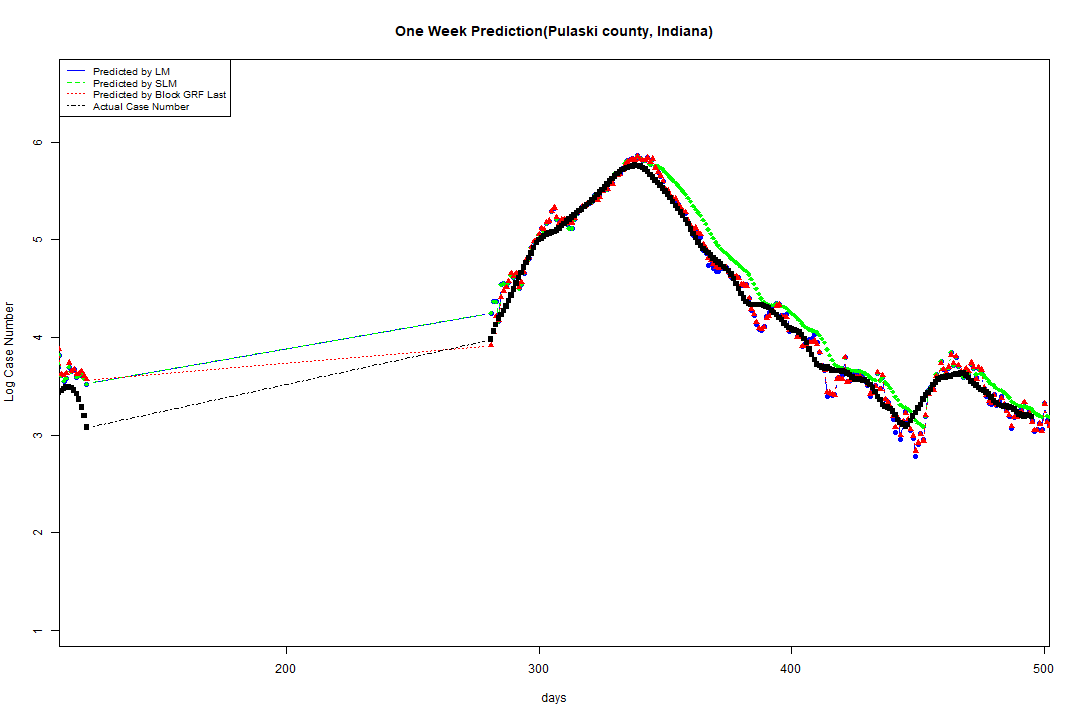 One Week Prediction(Pulaski county, Indiana)
Predicted by LM
Predicted by SLM
Predicted by Block GRF Last
Actual Case Number
6
5
4
3
2
1
Log Case Number
200 300 400 500
days